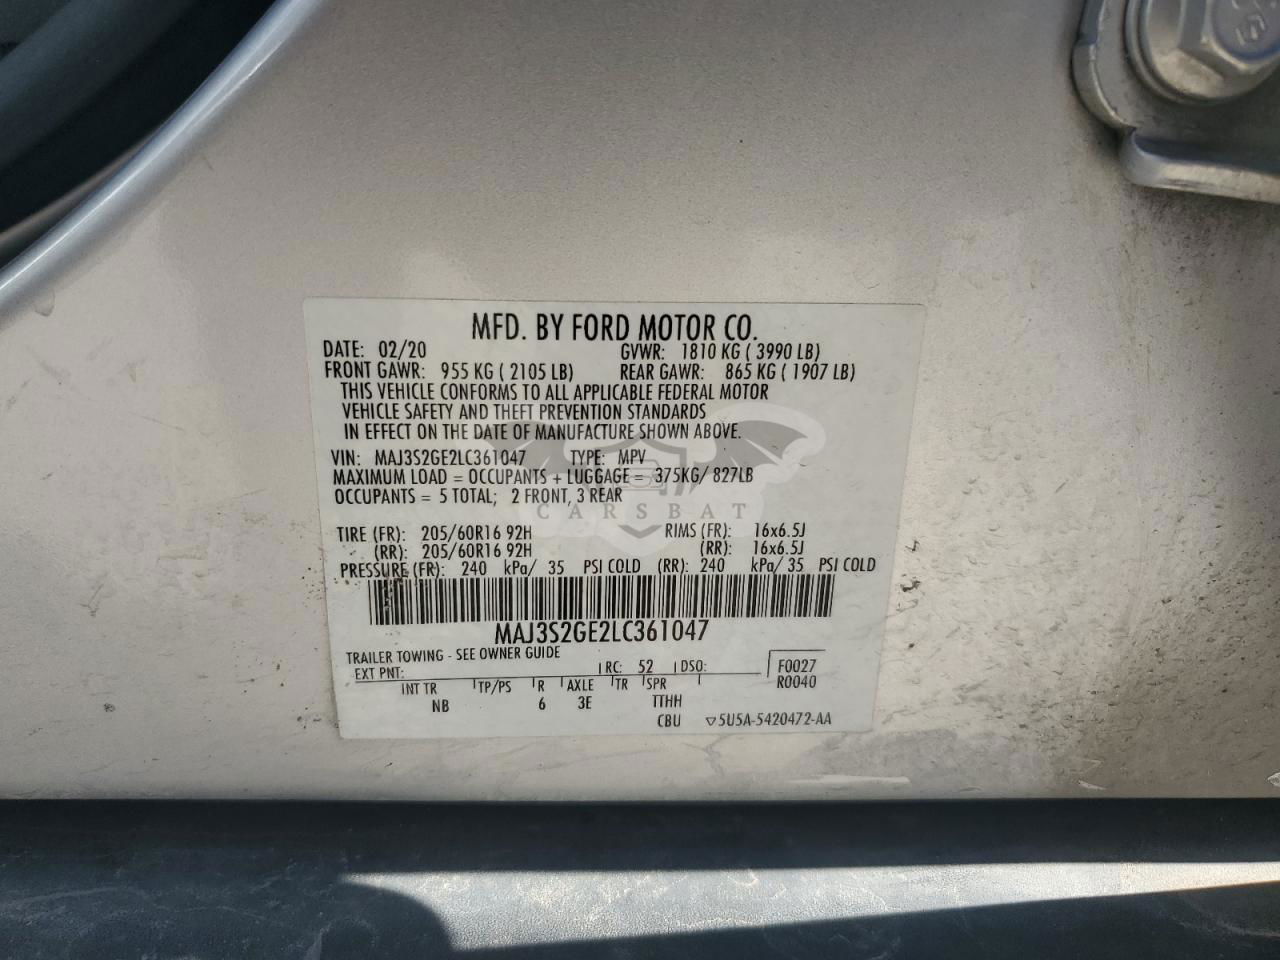 MFD. BY FORD MOTOR CO.
DATE: 02/20 GVWR: 1810 KG ( 3990 LB)
FRONT GAWR: 955 KG ( 2105 LB) REAR GAWR: 865 KG ( 1907 LB)
THIS VEHICLE CONFORMS TO ALL APPLICABLE FEDERAL MOTOR
VEHICLE SAFETY AND THEFT PREVENTION STANDARDS
IN EFFECT ON THE DATE OF MANUFACTURE SHOWN ABOVE.
VIN: MAJ3S2GE2LC361047 TYPE: MPV
MAXIMUM LOAD = OCCUPANTS + LUGGAGE = 375KG/ 827LB
OCCUPANTS = 5 TOTAL; 2 FRONT, 3 REAR
CARSBAT
TIRE (FR): 205/60R16 92H RIMS (FR): 16x6.5J
(RR): 205/60R16 92H (RR): 16x6.5J
PRESSURE (FR): 240 kPa/ 35 PSI COLD (RR): 240 kPa/ 35 PSI COLD
MAJ3S2GE2LC361047
TRAILER TOWING - SEE OWNER GUIDE
EXT PNT: RC: 52 DSO: F0027
INT TR TP/PS R AXLE TR SPR R0040
NB 6 3E TTHH
CBU 5U5A-5420472-AA